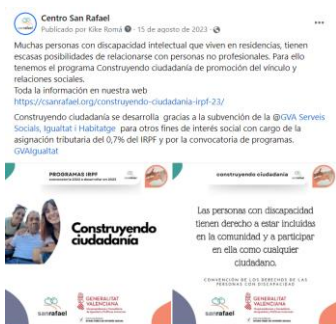 Centro San Rafael
Publicado por Kike Romá · 15 de agosto de 2023 ·
Muchas personas con discapacidad intelectual que viven en residencias, tienen
escasas posibilidades de relacionarse con personas no profesionales. Para ello
tenemos el programa Construyendo ciudadanía de promoción del vínculo y
relaciones sociales.
Toda la información en nuestra web
https://csanrafael.org/construyendo-ciudadania-irpf-23/
Construyendo ciudadanía se desarrolla gracias a la subvención de la @GVA Serveis
Socials, Igualtat i Habitatge para otros fines de interés social con cargo de la
asignación tributaria del 0,7% del IRPF y por la convocatoria de programas.
GVAIgualtat
PROGRAMAS IRPF
Construyendo
ciudadanía
sanrafael
GENERALITAT
VALENCIANA
construyendo ciudadanía
Las personas con discapacidad
tienen derecho a estar incluidas
en la comunidad y a participar
en ella como cualquier
ciudadano.
CONVENCIÓN DE LOS DERECHOS DE LAS
PERSONAS CON DISCAPACIDAD
sanrafael
GENERALITAT
VALENCIANA